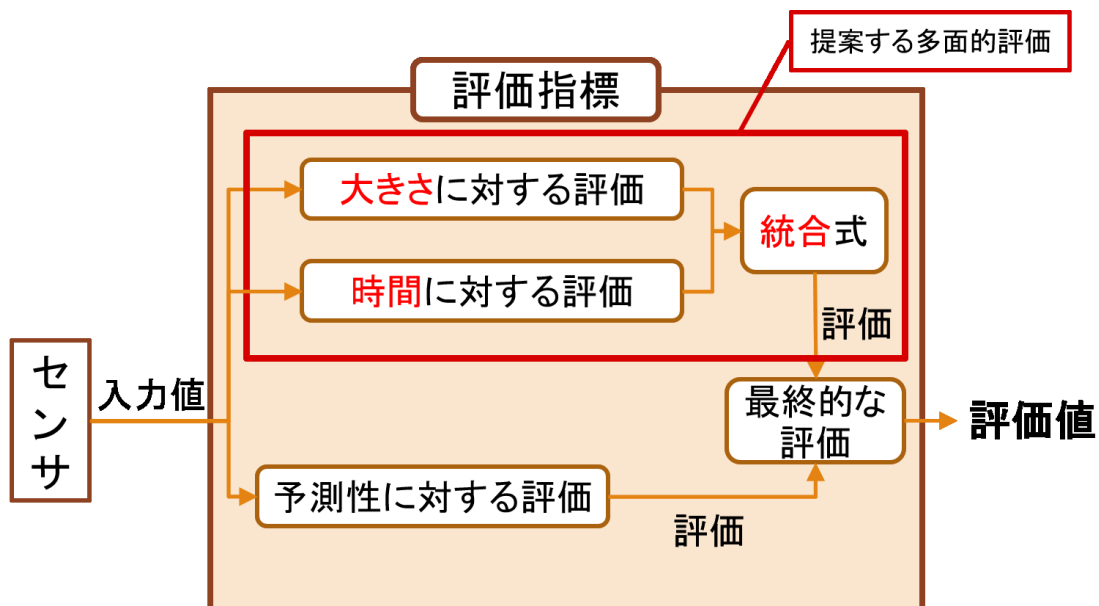 提案する多面的評価
評価指標
大きさに対する評価
統合式
時間に対する評価
評価
センサ
入力値
最終的な
評価
評価値
予測性に対する評価
評価